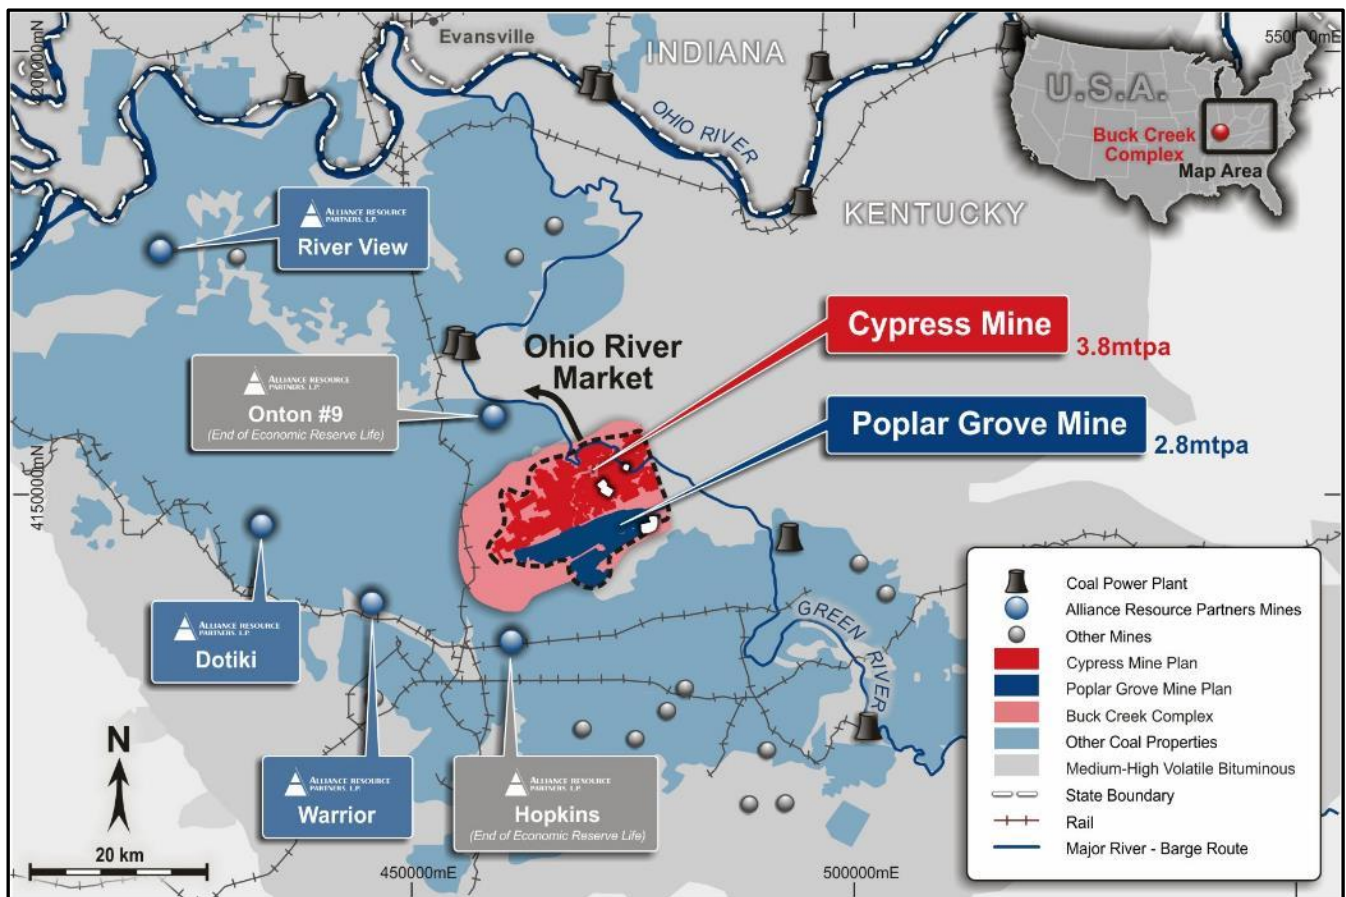 Evansville
INDIANA
OHIO RIVER
KENTUCKY
550000mE
4200000mN
U.S.A.
Buck Creek
Complex
Map Area
ALLIANCE RESOURCE
PARTNERS, L.P.
River View
Cypress Mine
3.8mtpa
Ohio River
Market
ALLIANCE RESOURCE
PARTNERS, L.P.
Onton #9
(End of Economic Reserve Life)
Poplar Grove Mine
2.8mtpa
4150000mN
ALLIANCE RESOURCE
PARTNERS, L.P.
Dotiki
GREEN RIVER
Coal Power Plant
Alliance Resource Partners Mines
Other Mines
Cypress Mine Plan
Poplar Grove Mine Plan
Buck Creek Complex
Other Coal Properties
Medium-High Volatile Bituminous
State Boundary
Rail
Major River - Barge Route
N
20 km
ALLIANCE RESOURCE
PARTNERS, L.P.
Warrior
ALLIANCE RESOURCE
PARTNERS, L.P.
Hopkins
(End of Economic Reserve Life)
450000mE
500000mE